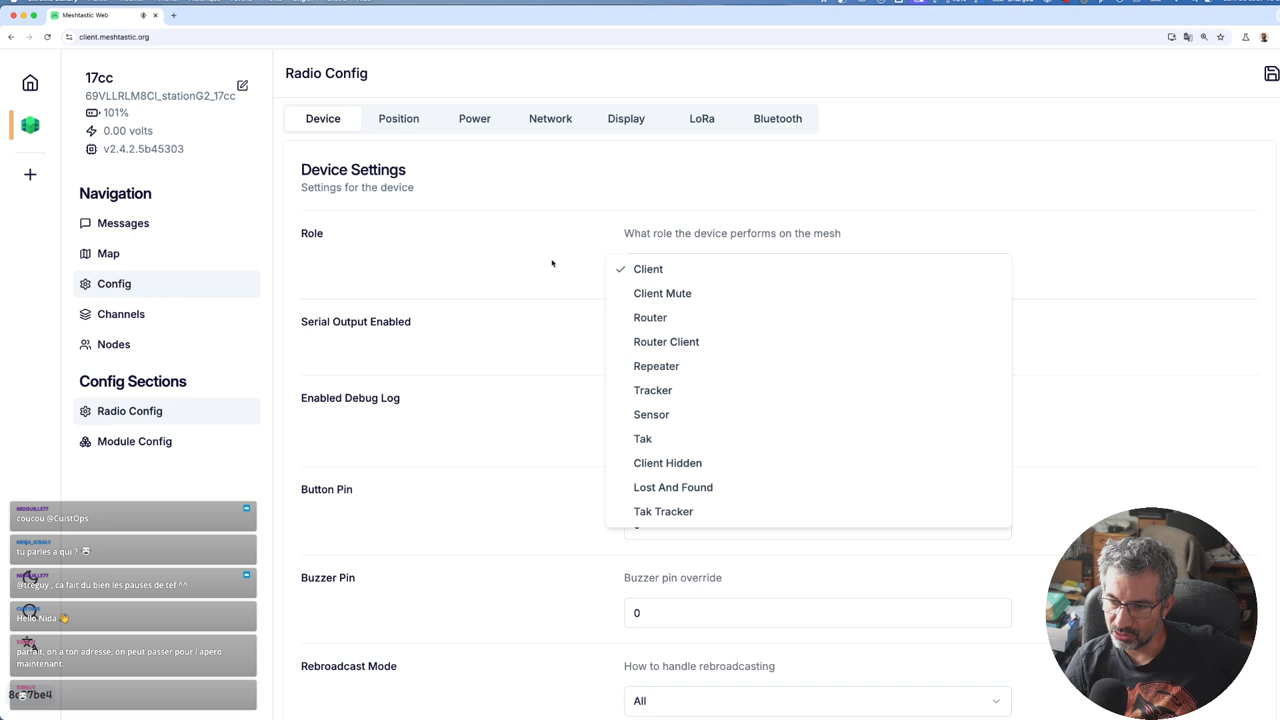 Meshtastic Web
client.meshtastic.org
17cc
69VLLRLM8Cl_stationG2_17cc
101%
0.00 volts
v2.4.2.5b45303
Navigation
Messages
Map
Config
Channels
Nodes
Config Sections
Radio Config
Module Config
Radio Config
Device
Position
Power
Network
Display
LoRa
Bluetooth
Device Settings
Settings for the device
Role
What role the device performs on the mesh
Client
Client Mute
Router
Router Client
Repeater
Tracker
Sensor
Tak
Client Hidden
Lost And Found
Tak Tracker
Serial Output Enabled
Enabled Debug Log
Button Pin
Buzzer Pin
Buzzer pin override
0
Rebroadcast Mode
How to handle rebroadcasting
All
coucou @CuistOps
tu parles a qui ?
@treguy , ca fait du bien les pauses de tef ^^
Hello Nida 👋
parfait, on a ton adresse, on peut passer pour l'apero
maintenant.